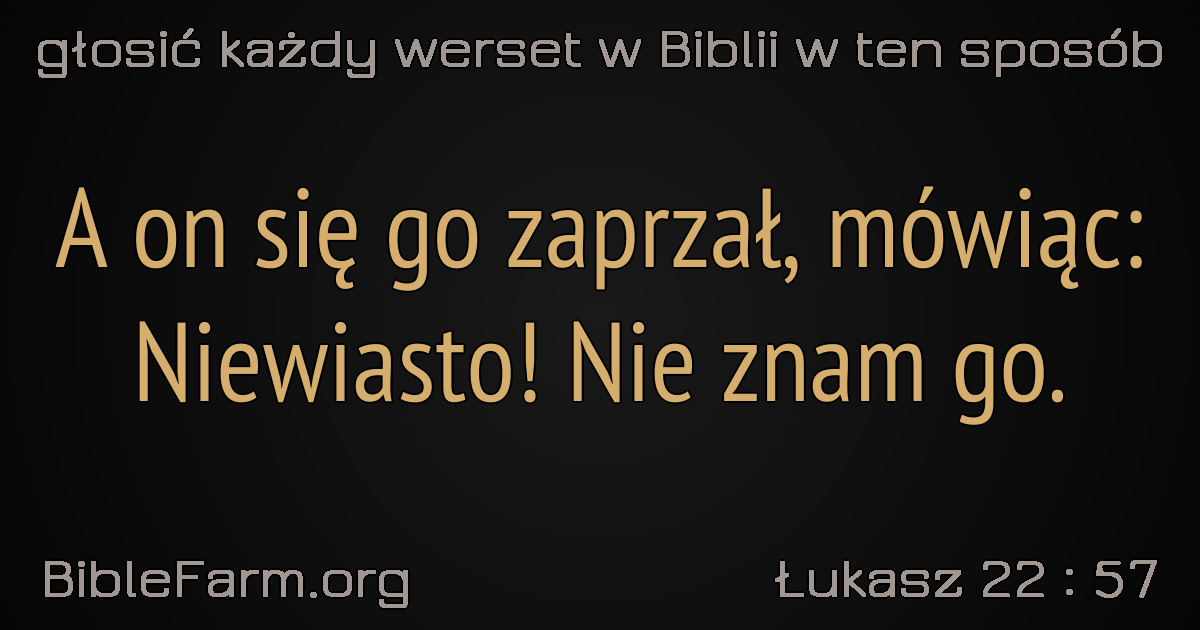 głosić każdy werset w Biblii w ten sposób
A on się go zaprzał, mówiąc:
Niewiasto! Nie znam go.
BibleFarm.org
Łukasz 22 : 57